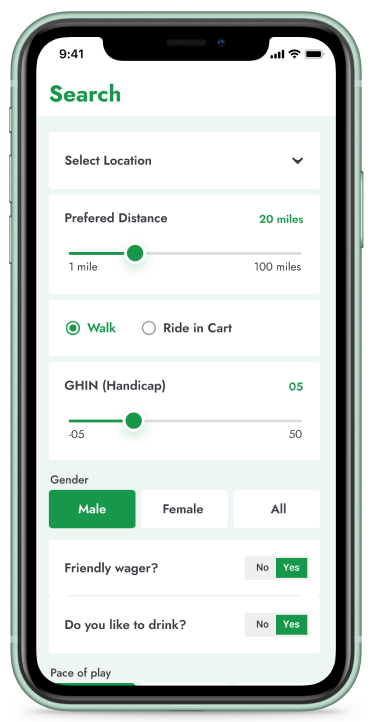 9:41
Search
Select Location
Prefered Distance 20 miles
1 mile 100 miles
Walk Ride in Cart
GHIN (Handicap) 05
-05 50
Gender
Male Female All
Friendly wager? No Yes
Do you like to drink? No Yes
Pace of play